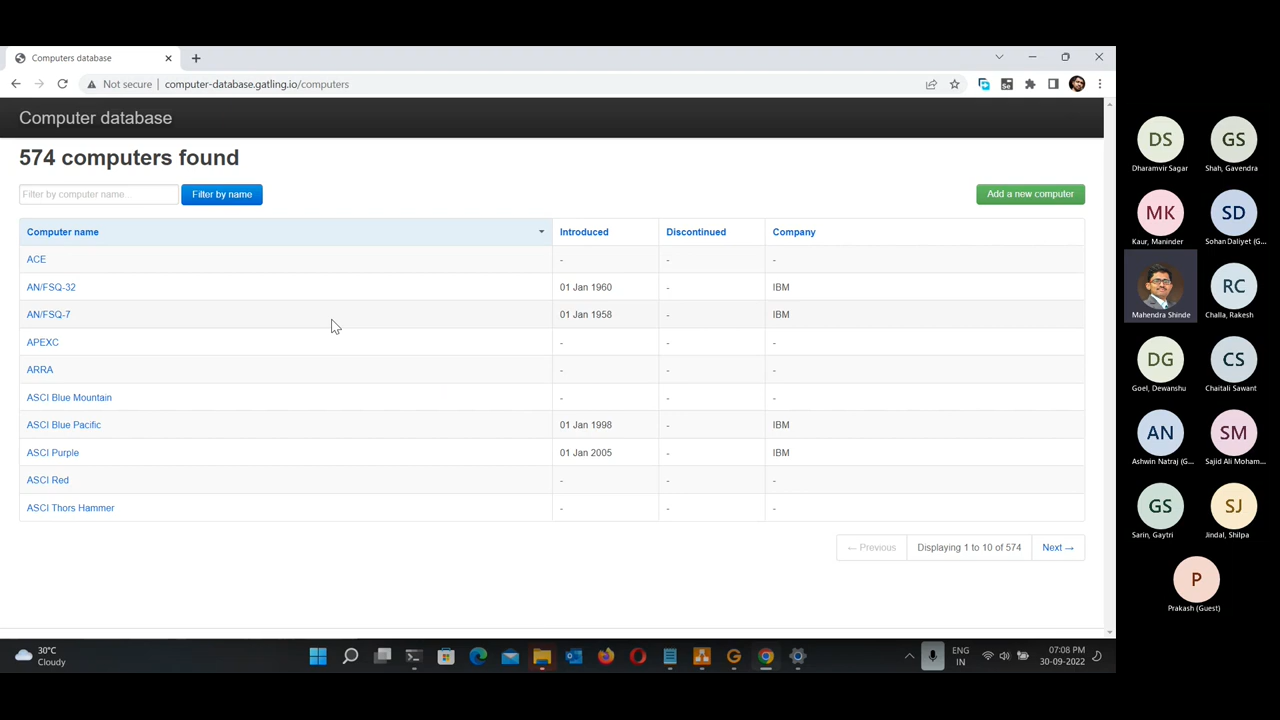 Computers database
Not secure
computer-database.gatling.io/computers
Computer database
574 computers found
Filter by computer name...
Filter by name
Add a new computer
Computer name Introduced Discontinued Company
ACE - - -
AN/FSQ-32 01 Jan 1960 - IBM
AN/FSQ-7 01 Jan 1958 - IBM
APEXC - - -
ARRA - - -
ASCI Blue Mountain - - -
ASCI Blue Pacific 01 Jan 1998 - IBM
ASCI Purple 01 Jan 2005 - IBM
ASCI Red - - -
ASCI Thors Hammer - - -
← Previous Displaying 1 to 10 of 574 Next →
30°C
Cloudy
ENG
IN
07:08 PM
30-09-2022
DS GS
Dharamvir Sagar Shah, Gavendra
MK SD
Kaur, Maninder Sohan Daliyet (G...
RC
Mahendra Shinde Challa, Rakesh
DG CS
Goel, Dewanshu Chaitali Sawant
AN SM
Ashwin Natraj (G... Sajid Ali Moham...
GS SJ
Sarin, Gaytri Jindal, Shilpa
P
Prakash (Guest)